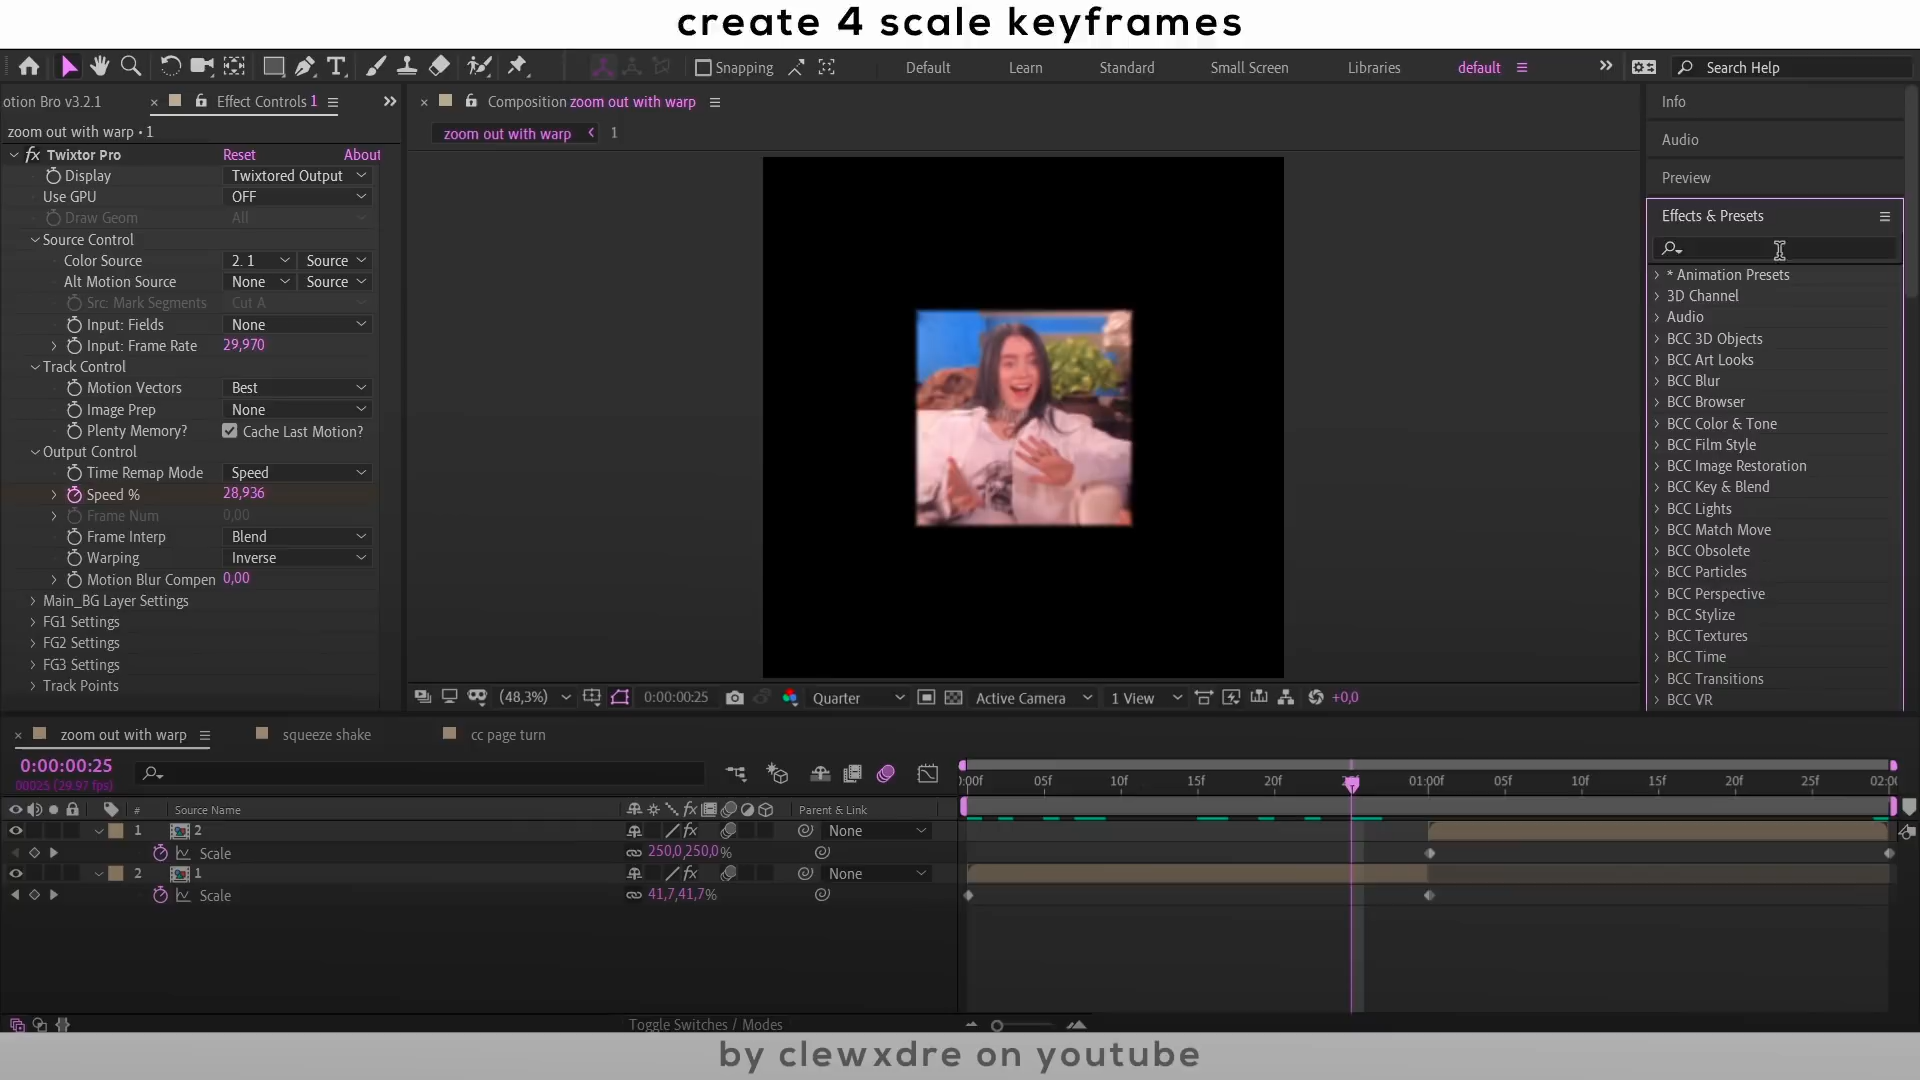 create 4 scale keyframes
Snapping
Default
Learn
Standard
Small Screen
Libraries
default
Search Help
otion Bro v3.2.1
Effect Controls 1
Composition zoom out with warp
Info
zoom out with warp • 1
zoom out with warp
1
Audio
Preview
Effects & Presets
Twixtor Pro Reset About
Display Twixtored Output
Use GPU OFF
Draw Geom All
Source Control
Color Source 2. 1 Source
Alt Motion Source None Source
Src: Mark Segments Cut A
Input: Fields None
Input: Frame Rate 29,970
Track Control
Motion Vectors Best
Image Prep None
Plenty Memory? Cache Last Motion?
Output Control
Time Remap Mode Speed
Speed % 28,936
Frame Num 0,00
Frame Interp Blend
Warping Inverse
Motion Blur Compen 0,00
Main_BG Layer Settings
FG1 Settings
FG2 Settings
FG3 Settings
Track Points
* Animation Presets
3D Channel
Audio
BCC 3D Objects
BCC Art Looks
BCC Blur
BCC Browser
BCC Color & Tone
BCC Film Style
BCC Image Restoration
BCC Key & Blend
BCC Lights
BCC Match Move
BCC Obsolete
BCC Particles
BCC Perspective
BCC Stylize
BCC Textures
BCC Time
BCC Transitions
BCC VR
(48,3%) 0:00:00:25 Quarter Active Camera 1 View +0,0
zoom out with warp
squeeze shake
cc page turn
0:00:00:25
00025 (29.97 fps)
:00f 05f 10f 15f 20f 01:00f 05f 10f 15f 20f 25f 02:0
# Source Name Parent & Link
1 2 None
Scale 250,0,250,0%
2 1 None
Scale 41,7,41,7%
Toggle Switches / Modes
by clewxdre on youtube